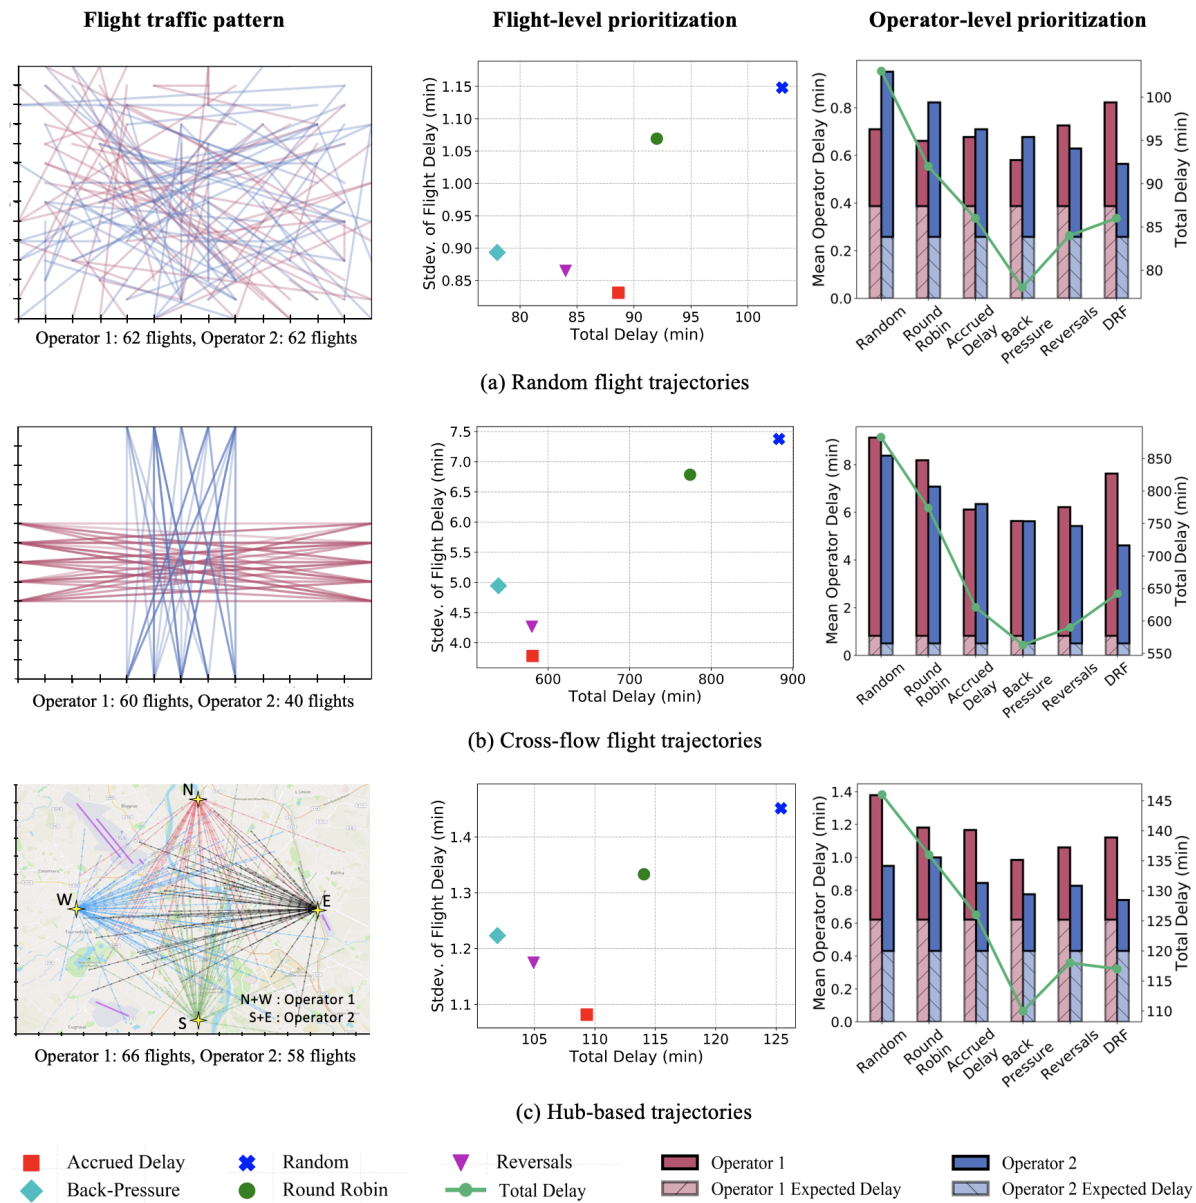 Flight traffic pattern
Flight-level prioritization
Operator-level prioritization
Operator 1: 62 flights, Operator 2: 62 flights
Stdev. of Flight Delay (min)
1.15
1.10
1.05
1.00
0.95
0.90
0.85
80 85 90 95 100
Total Delay (min)
Mean Operator Delay (min)
0.8
0.6
0.4
0.2
0.0
100
95
90
85
80
Total Delay (min)
Random
Round Robin
Accrued Delay
Back Pressure
Reversals
DRF
(a) Random flight trajectories
Operator 1: 60 flights, Operator 2: 40 flights
Stdev. of Flight Delay (min)
7.5
7.0
6.5
6.0
5.5
5.0
4.5
4.0
600 700 800 900
Total Delay (min)
Mean Operator Delay (min)
8
6
4
2
0
850
800
750
700
650
600
550
Total Delay (min)
Random
Round Robin
Accrued Delay
Back Pressure
Reversals
DRF
(b) Cross-flow flight trajectories
N
W
E
S
N+W : Operator 1
S+E : Operator 2
Operator 1: 66 flights, Operator 2: 58 flights
Stdev. of Flight Delay (min)
1.4
1.3
1.2
1.1
105 110 115 120 125
Total Delay (min)
Mean Operator Delay (min)
1.4
1.2
1.0
0.8
0.6
0.4
0.2
0.0
145
140
135
130
125
120
115
110
Total Delay (min)
Random
Round Robin
Accrued Delay
Back Pressure
Reversals
DRF
(c) Hub-based trajectories
Accrued Delay
Random
Reversals
Operator 1
Operator 2
Back-Pressure
Round Robin
Total Delay
Operator 1 Expected Delay
Operator 2 Expected Delay